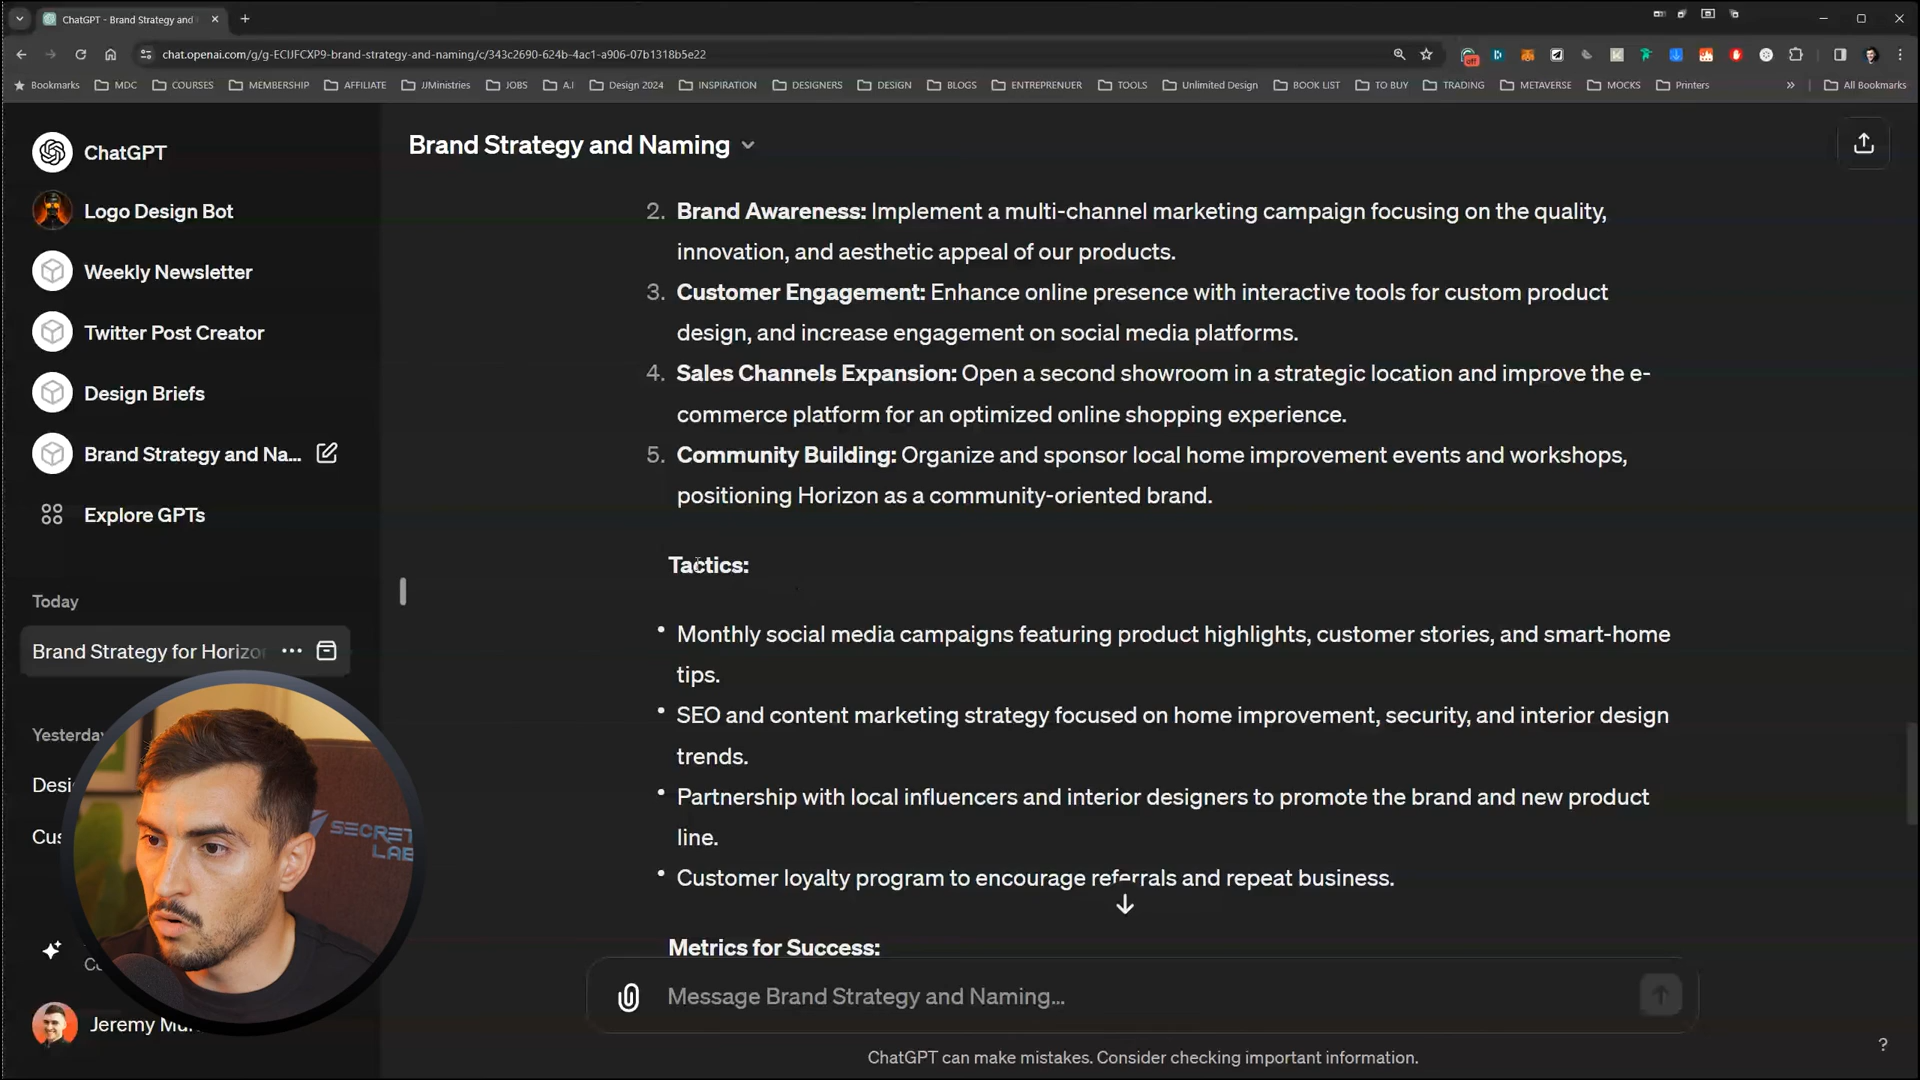 ChatGPT - Brand Strategy and
chat.openai.com/g/g-ECIJFCXP9-brand-strategy-and-naming/c/343c2690-624b-4ac1-a906-07b1318b5e22
off
Bookmarks MDC COURSES MEMBERSHIP AFFILIATE JJMinistries JOBS A.I Design 2024 INSPIRATION DESIGNERS DESIGN BLOGS ENTREPRENUER TOOLS Unlimited Design BOOK LIST TO BUY TRADING METAVERSE MOCKS Printers » All Bookmarks
ChatGPT
Logo Design Bot
Weekly Newsletter
Twitter Post Creator
Design Briefs
Brand Strategy and Na...
Explore GPTs
Today
Brand Strategy for Horizo
Yesterday
Desi
Cus
Jeremy Mu
SECRET
LAB
Brand Strategy and Naming
2. Brand Awareness: Implement a multi-channel marketing campaign focusing on the quality,
innovation, and aesthetic appeal of our products.
3. Customer Engagement: Enhance online presence with interactive tools for custom product
design, and increase engagement on social media platforms.
4. Sales Channels Expansion: Open a second showroom in a strategic location and improve the e-
commerce platform for an optimized online shopping experience.
5. Community Building: Organize and sponsor local home improvement events and workshops,
positioning Horizon as a community-oriented brand.
Tactics:
• Monthly social media campaigns featuring product highlights, customer stories, and smart-home
tips.
• SEO and content marketing strategy focused on home improvement, security, and interior design
trends.
• Partnership with local influencers and interior designers to promote the brand and new product
line.
• Customer loyalty program to encourage referrals and repeat business.
Metrics for Success:
Message Brand Strategy and Naming...
ChatGPT can make mistakes. Consider checking important information.
?